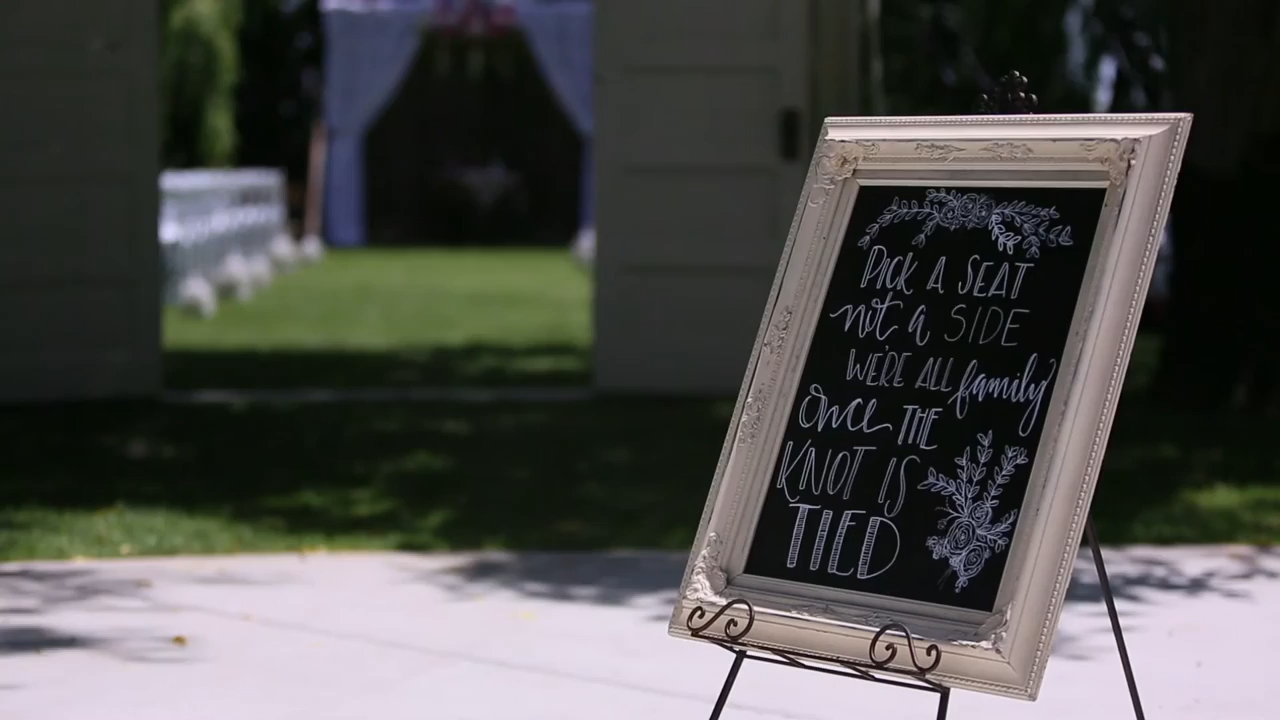 PICK A SEAT
not a SIDE
WE'RE ALL family
once THE
KNOT IS
TIED